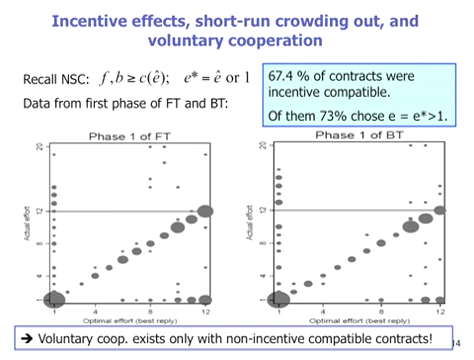 Incentive effects, short-run crowding out, and
voluntary cooperation
Recall NSC: f,b ≥ c(ê); e* = ê or 1
Data from first phase of FT and BT:
67.4 % of contracts were
incentive compatible.
Of them 73% chose e = e*>1.
Phase 1 of FT
Actual effort
20
12
8
4
1
1 4 8 12
Optimal effort (best reply)
Phase 1 of BT
Actual effort
20
12
8
4
1
1 4 8 12
Optimal effort (best reply)
➔ Voluntary coop. exists only with non-incentive compatible contracts!
14